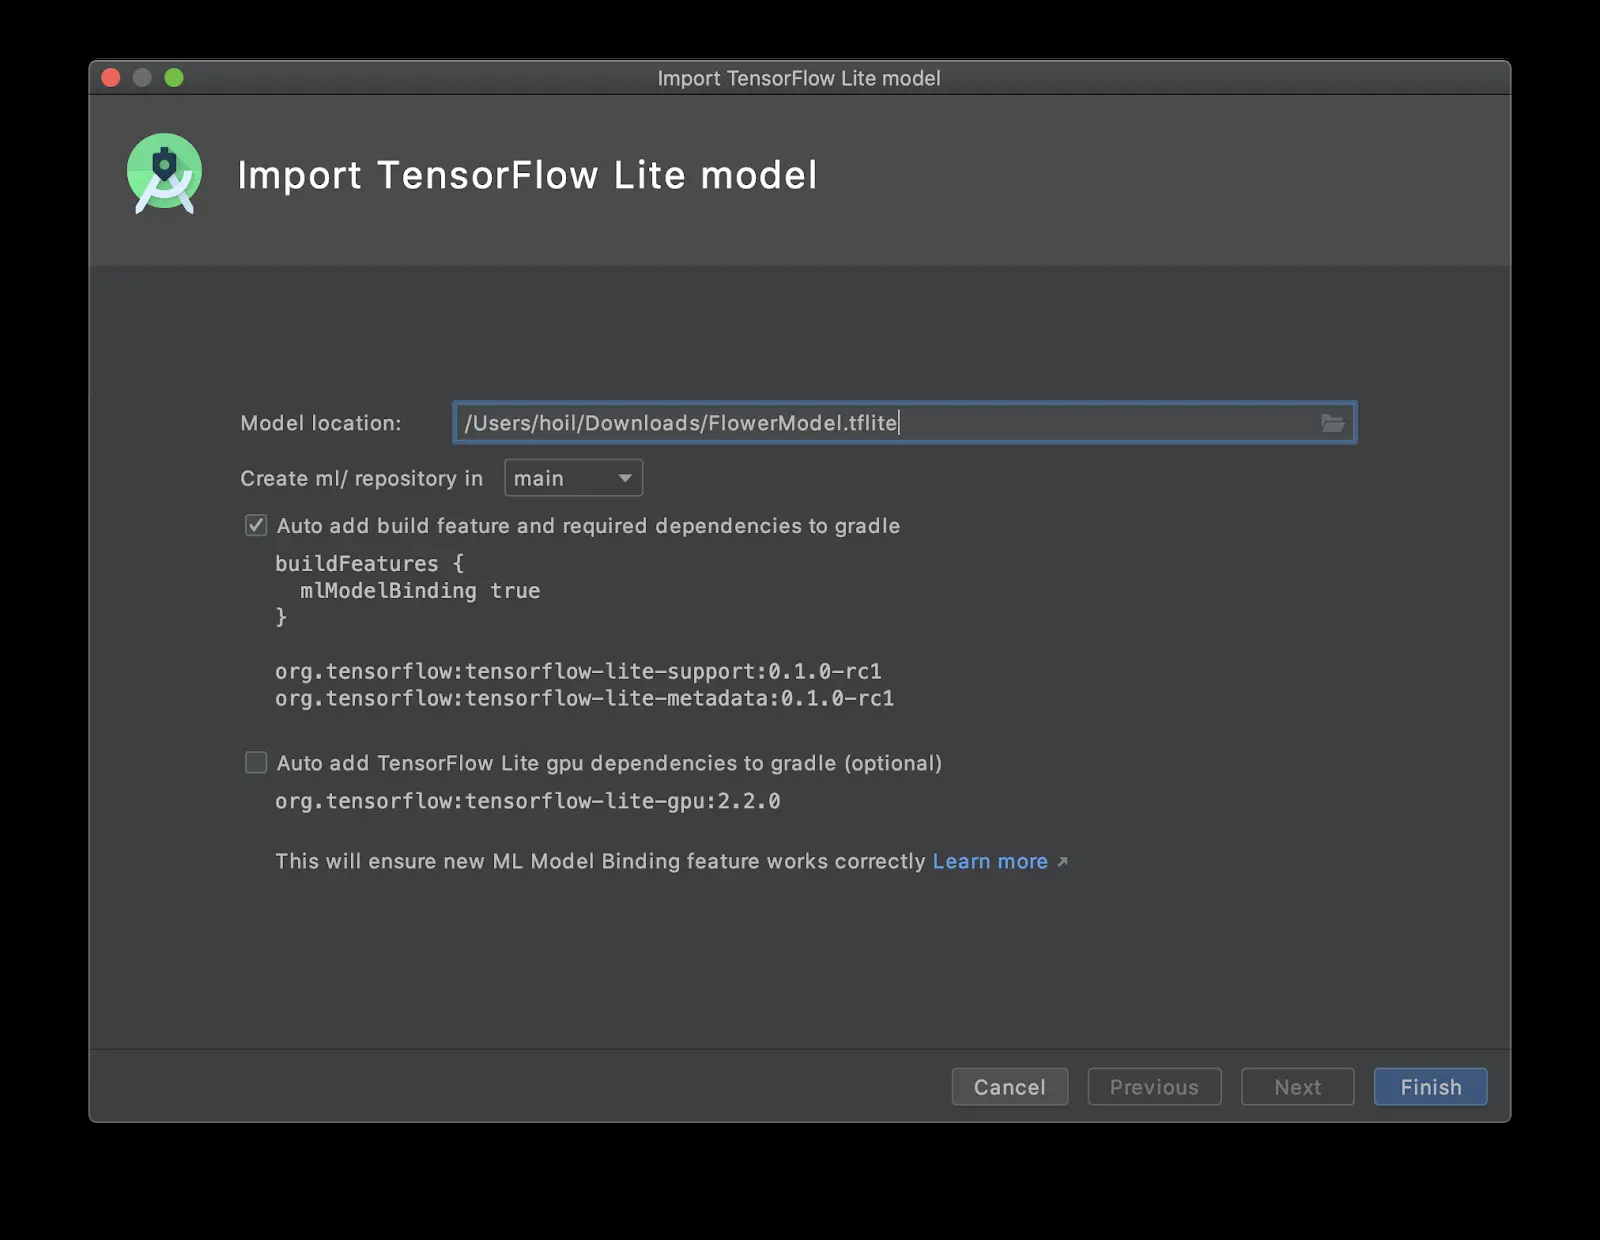 Import TensorFlow Lite model
Import TensorFlow Lite model
Model location: /Users/hoil/Downloads/FlowerModel.tflite
Create ml/ repository in main
Auto add build feature and required dependencies to gradle
buildFeatures {
mlModelBinding true
}
org.tensorflow:tensorflow-lite-support:0.1.0-rc1
org.tensorflow:tensorflow-lite-metadata:0.1.0-rc1
Auto add TensorFlow Lite gpu dependencies to gradle (optional)
org.tensorflow:tensorflow-lite-gpu:2.2.0
This will ensure new ML Model Binding feature works correctly Learn more ↗
Cancel Previous Next Finish